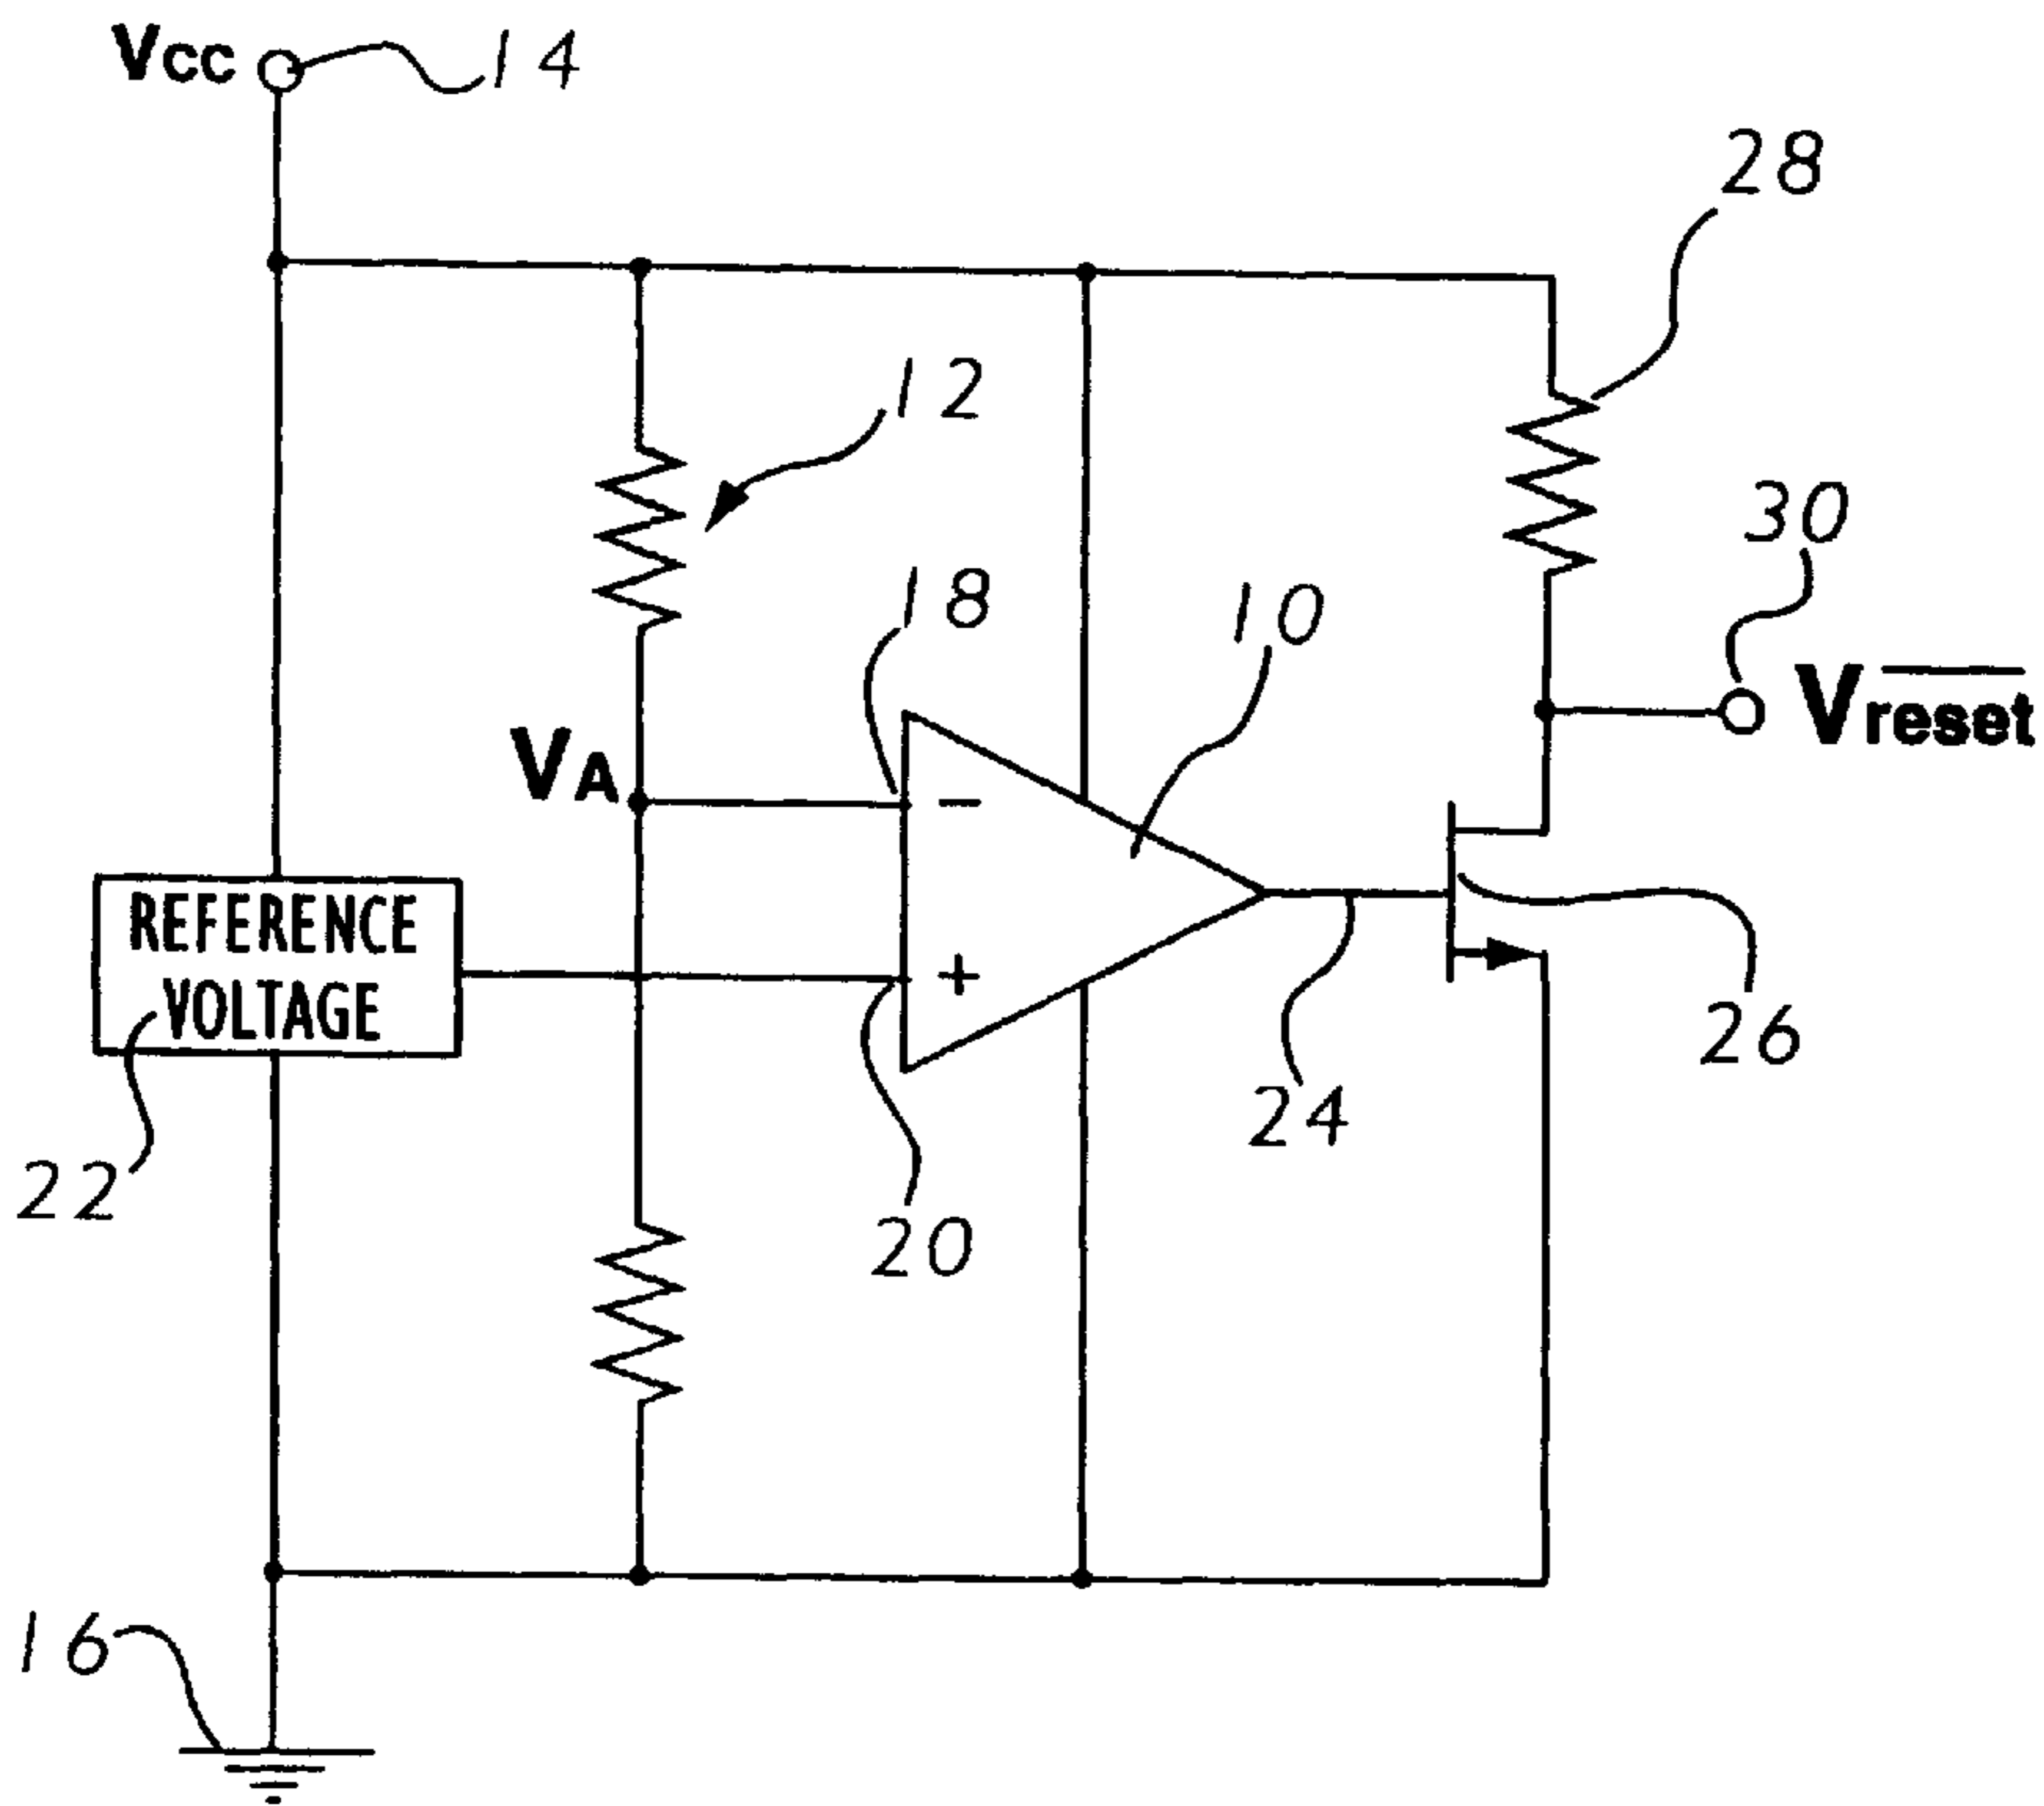 Vcc
14
28
12
30
18
10
Vreset
VA
−
REFERENCE
VOLTAGE
+
26
24
22
20
16